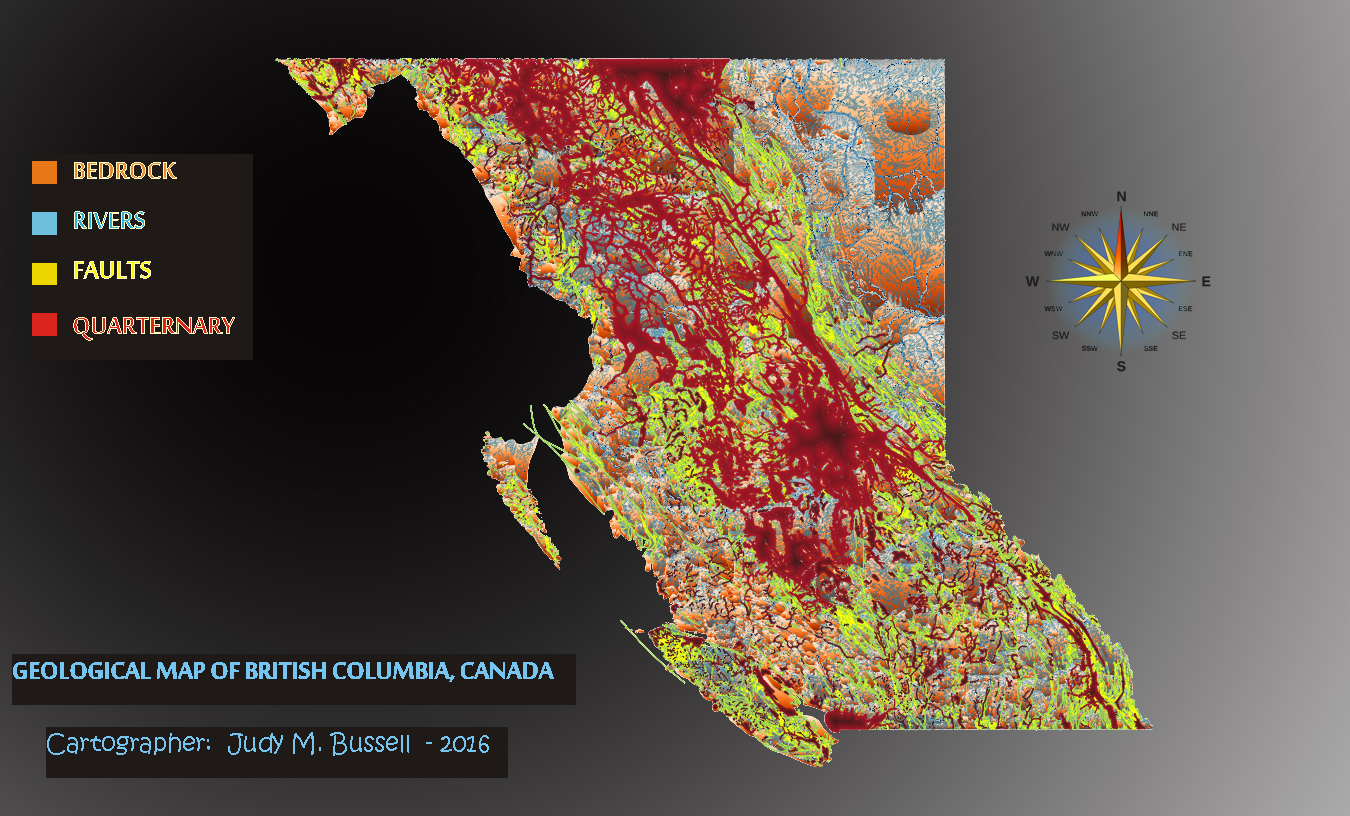 BEDROCK
RIVERS
FAULTS
QUARTERNARY
N
NNW NNE
NW NE
WNW ENE
W E
WSW ESE
SW SE
SSW SSE
S
GEOLOGICAL MAP OF BRITISH COLUMBIA, CANADA
Cartographer: Judy M. Bussell - 2016